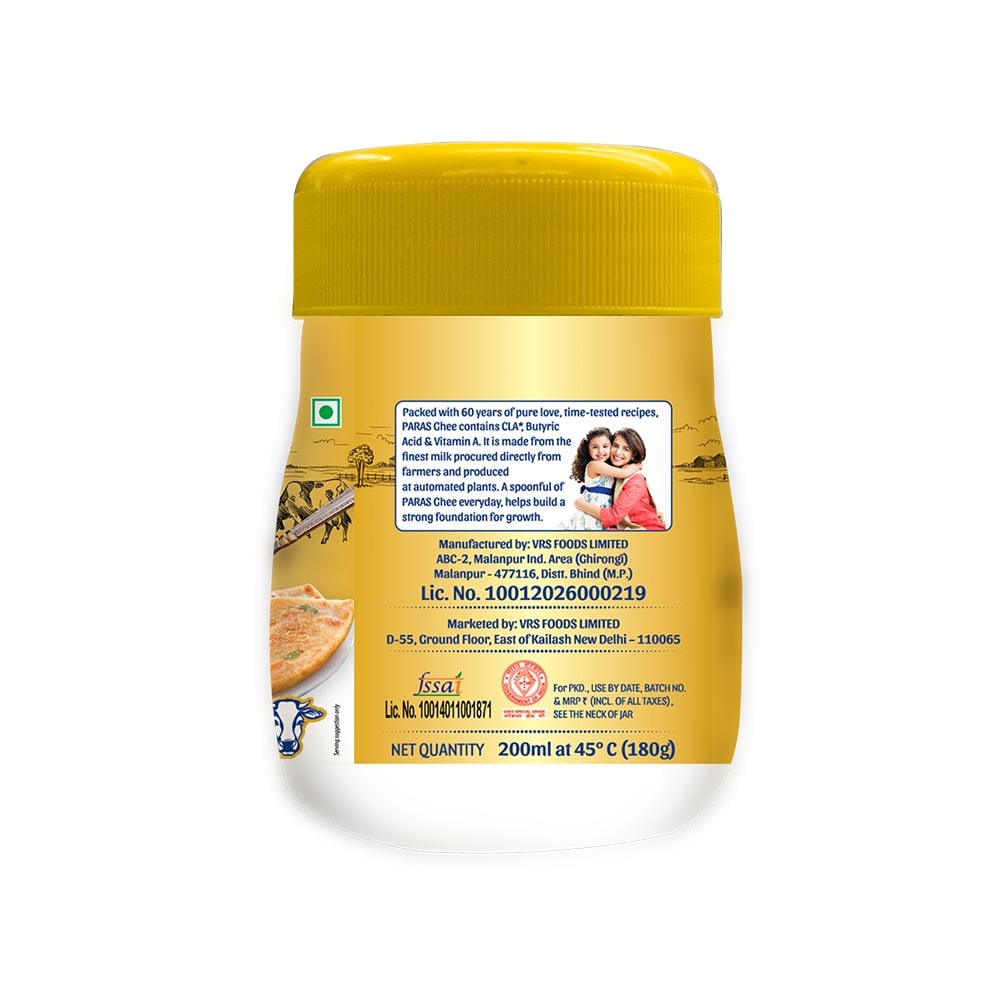 Packed with 60 years of pure love, time-tested recipes,
PARAS Ghee contains CLA*, Butyric
Acid & Vitamin A. It is made from the
finest milk procured directly from
farmers and produced
at automated plants. A spoonful of
PARAS Ghee everyday, helps build a
strong foundation for growth.
Manufactured by: VRS FOODS LIMITED
ABC-2, Malanpur Ind. Area (Ghirongi)
Malanpur - 477116, Distt. Bhind (M.P.)
Lic. No. 10012026000219
Marketed by: VRS FOODS LIMITED
D-55, Ground Floor, East of Kailash New Delhi – 110065
fssai
Lic. No. 10014011001871
For PKD., USE BY DATE, BATCH NO.
& MRP ₹ (INCL. OF ALL TAXES),
SEE THE NECK OF JAR
Serving suggestion only
NET QUANTITY 200ml at 45° C (180g)